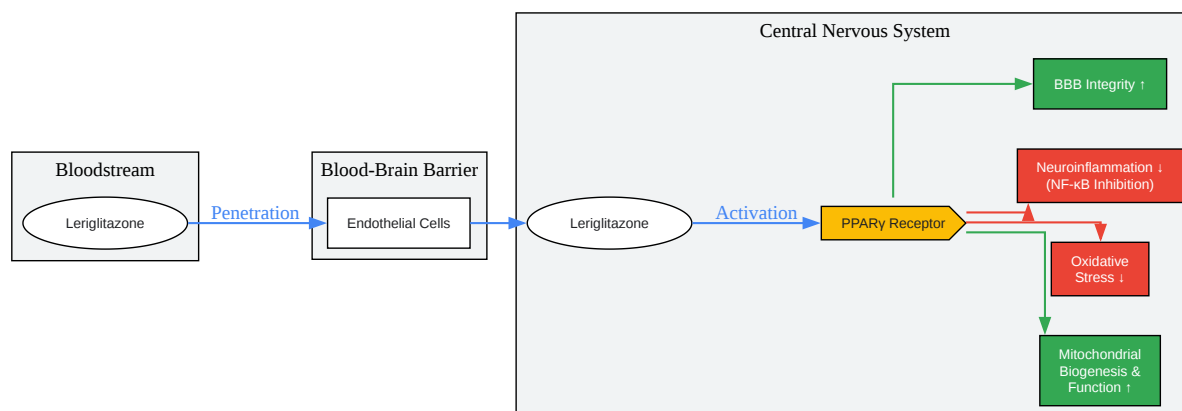 Central Nervous System
BBB Integrity ↑
Bloodstream
Leriglitazone
Penetration
Blood-Brain Barrier
Endothelial Cells
Leriglitazone
Activation
PPARγ Receptor
Neuroinflammation ↓
(NF-κB Inhibition)
Oxidative
Stress ↓
Mitochondrial
Biogenesis &
Function ↑